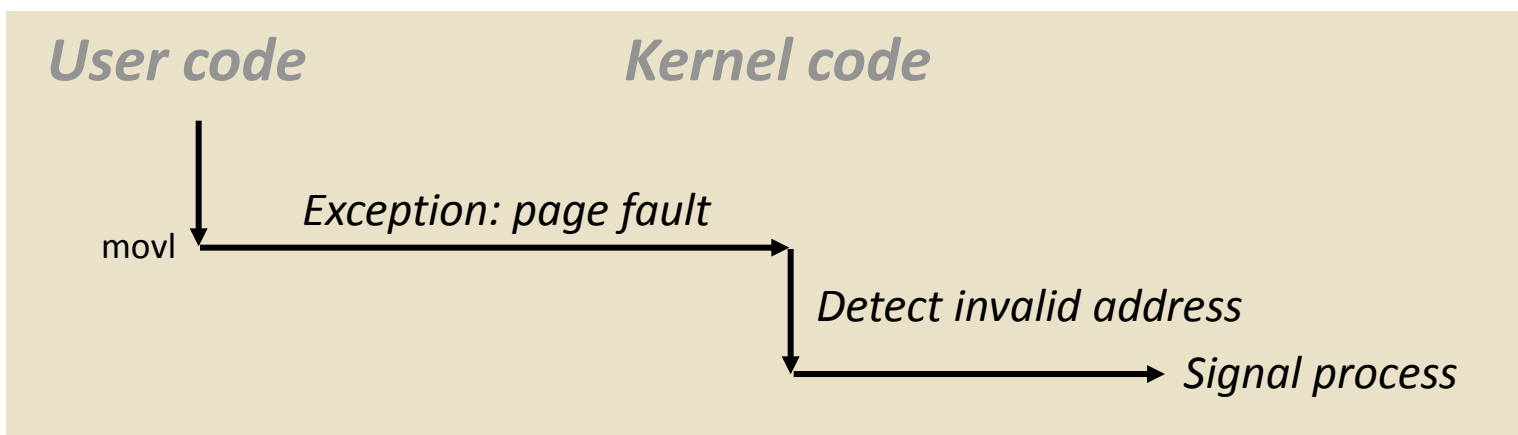 User code
Kernel code
Exception: page fault
movl
Detect invalid address
Signal process